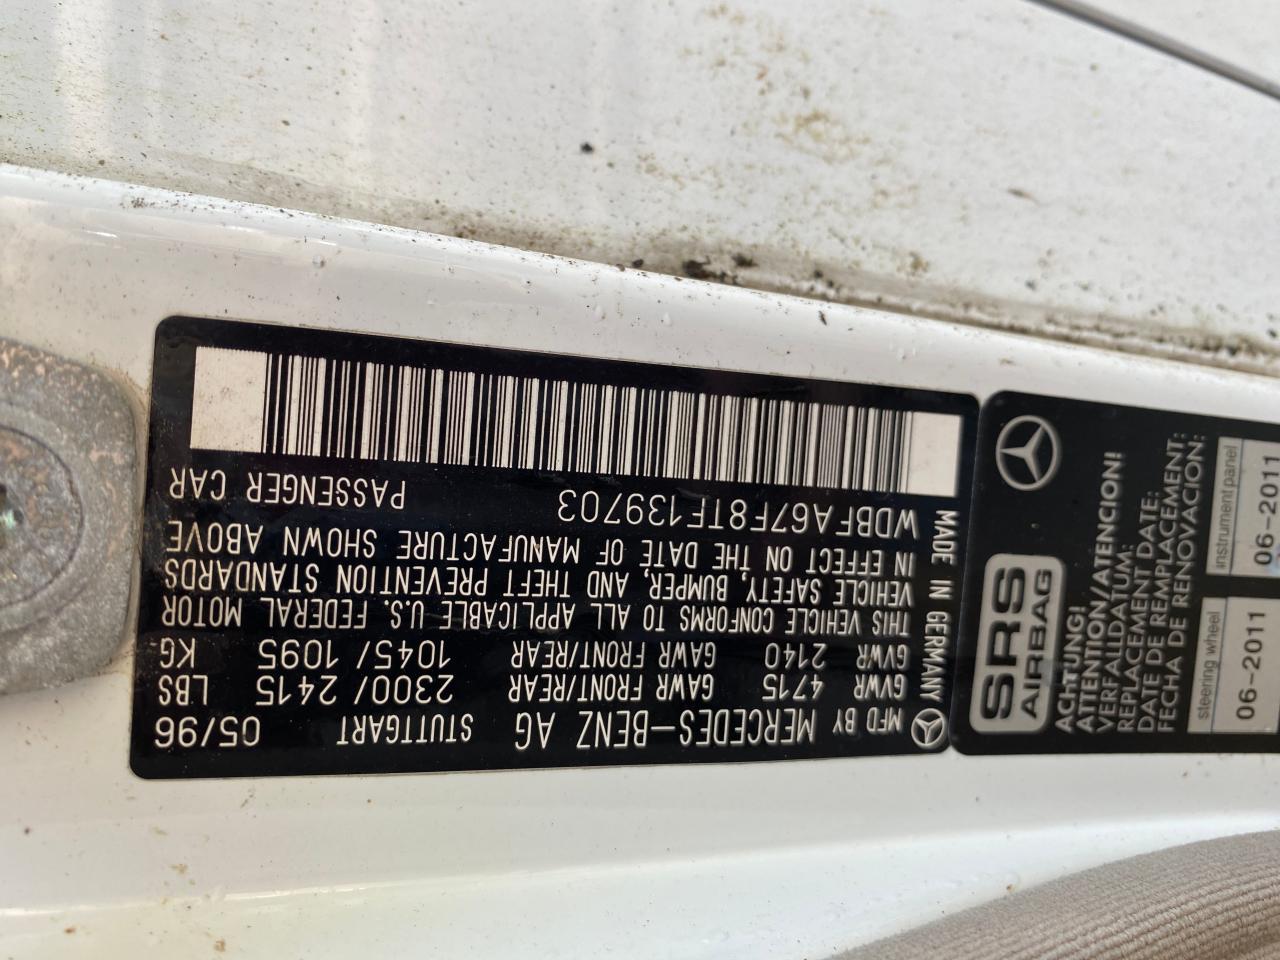 MFD BY MERCEDES-BENZ AG STUTTGART 05/96
GVWR 4715 GAWR FRONT/REAR 2300/2415 LBS
GVWR 2140 GAWR FRONT/REAR 1045/1095 KG
THIS VEHICLE CONFORMS TO ALL APPLICABLE U.S. FEDERAL MOTOR
VEHICLE SAFETY, BUMPER, AND THEFT PREVENTION STANDARDS
IN EFFECT ON THE DATE OF MANUFACTURE SHOWN ABOVE
WDBFA67F8TF139703 PASSENGER CAR
MADE IN GERMANY
SRS
AIRBAG
ACHTUNG!
ATTENTION/ATENCION!
VERFALLDATUM:
REPLACEMENT DATE:
DATE DE REMPLACEMENT:
FECHA DE RENOVACION:
steering wheel
06-2011
instrument panel
06-2011